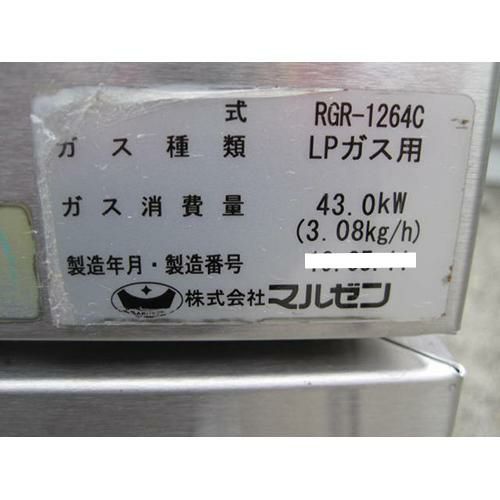 式 RGR-1264C
ガス種類 LPガス用
ガス消費量 43.0kW
(3.08kg/h)
製造年月・製造番号
株式会社マルゼン